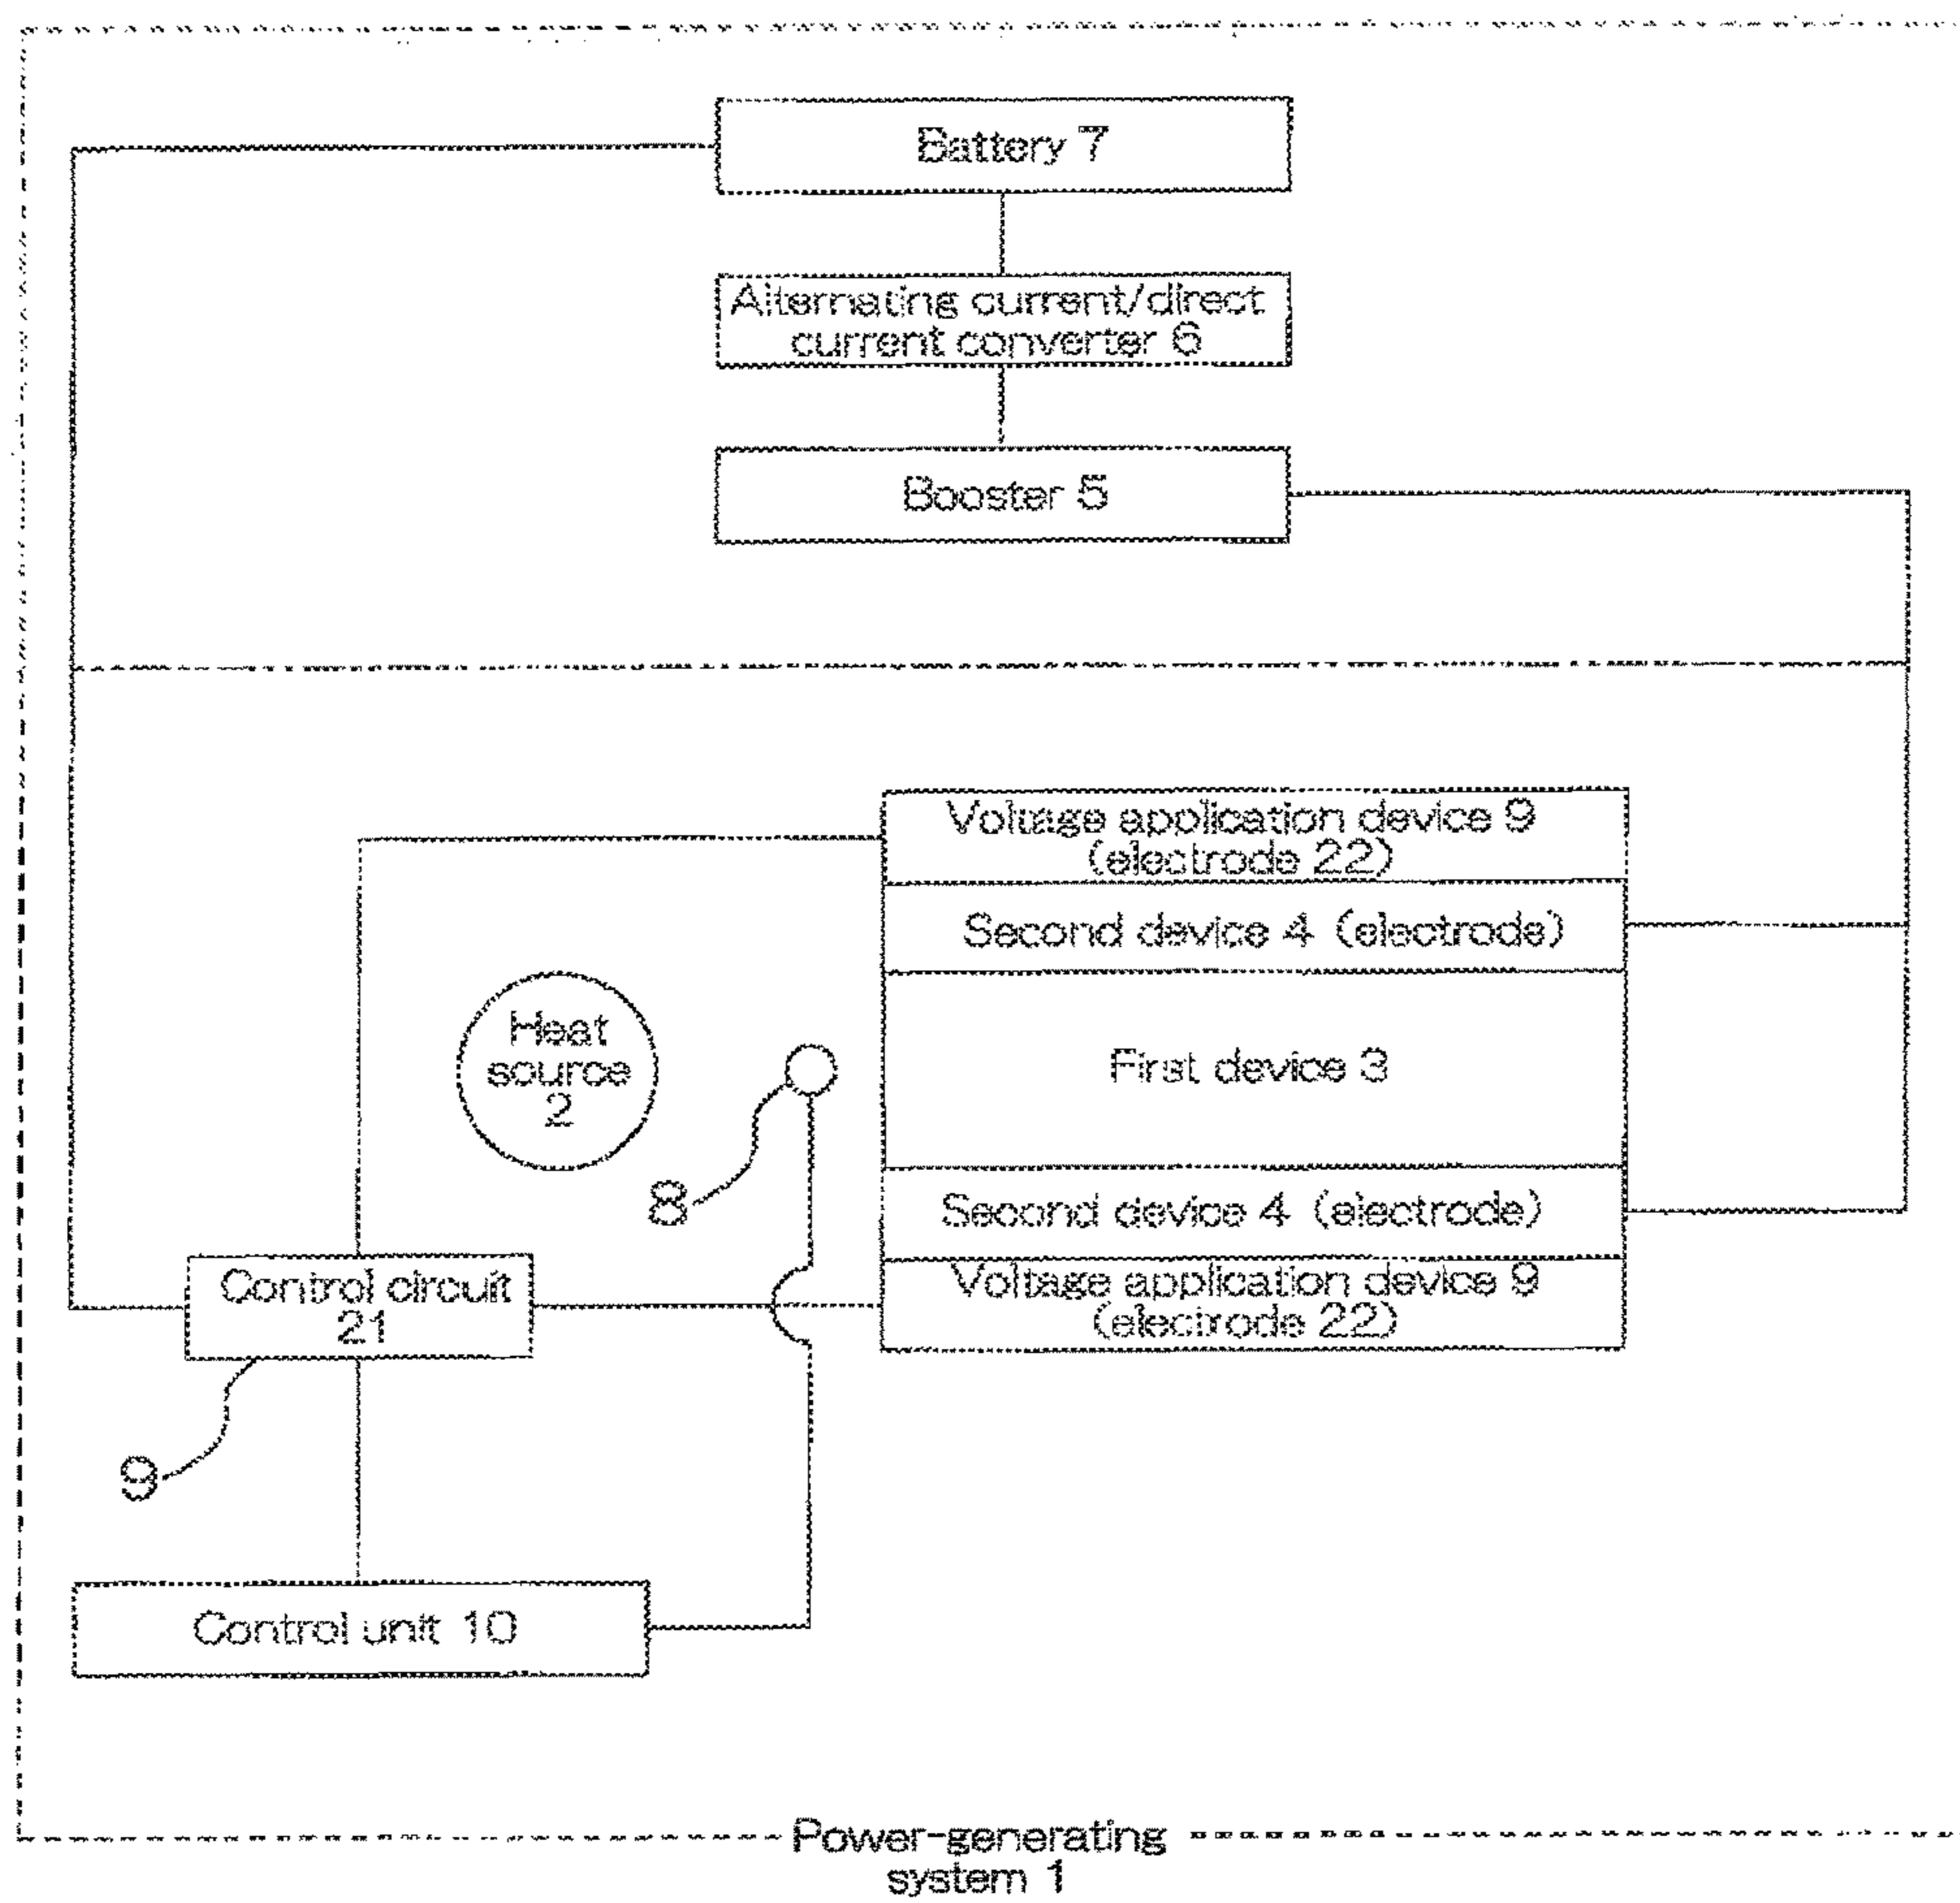 Battery 7
Alternating current/direct
current converter 6
Booster 5
Voltage application device 9
(electrode 22)
Second device 4 (electrode)
Heat
source
2
First device 3
8
Second device 4 (electrode)
Control circuit
21
Voltage application device 9
(electrode 22)
9
Control unit 10
Power-generating
system 1